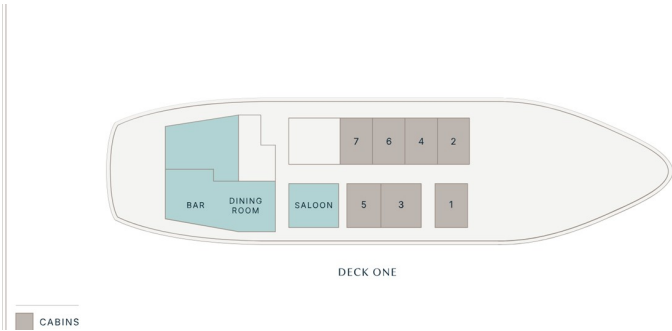 7 6 4 2
BAR
DINING
ROOM
SALOON
5 3 1
DECK ONE
CABINS